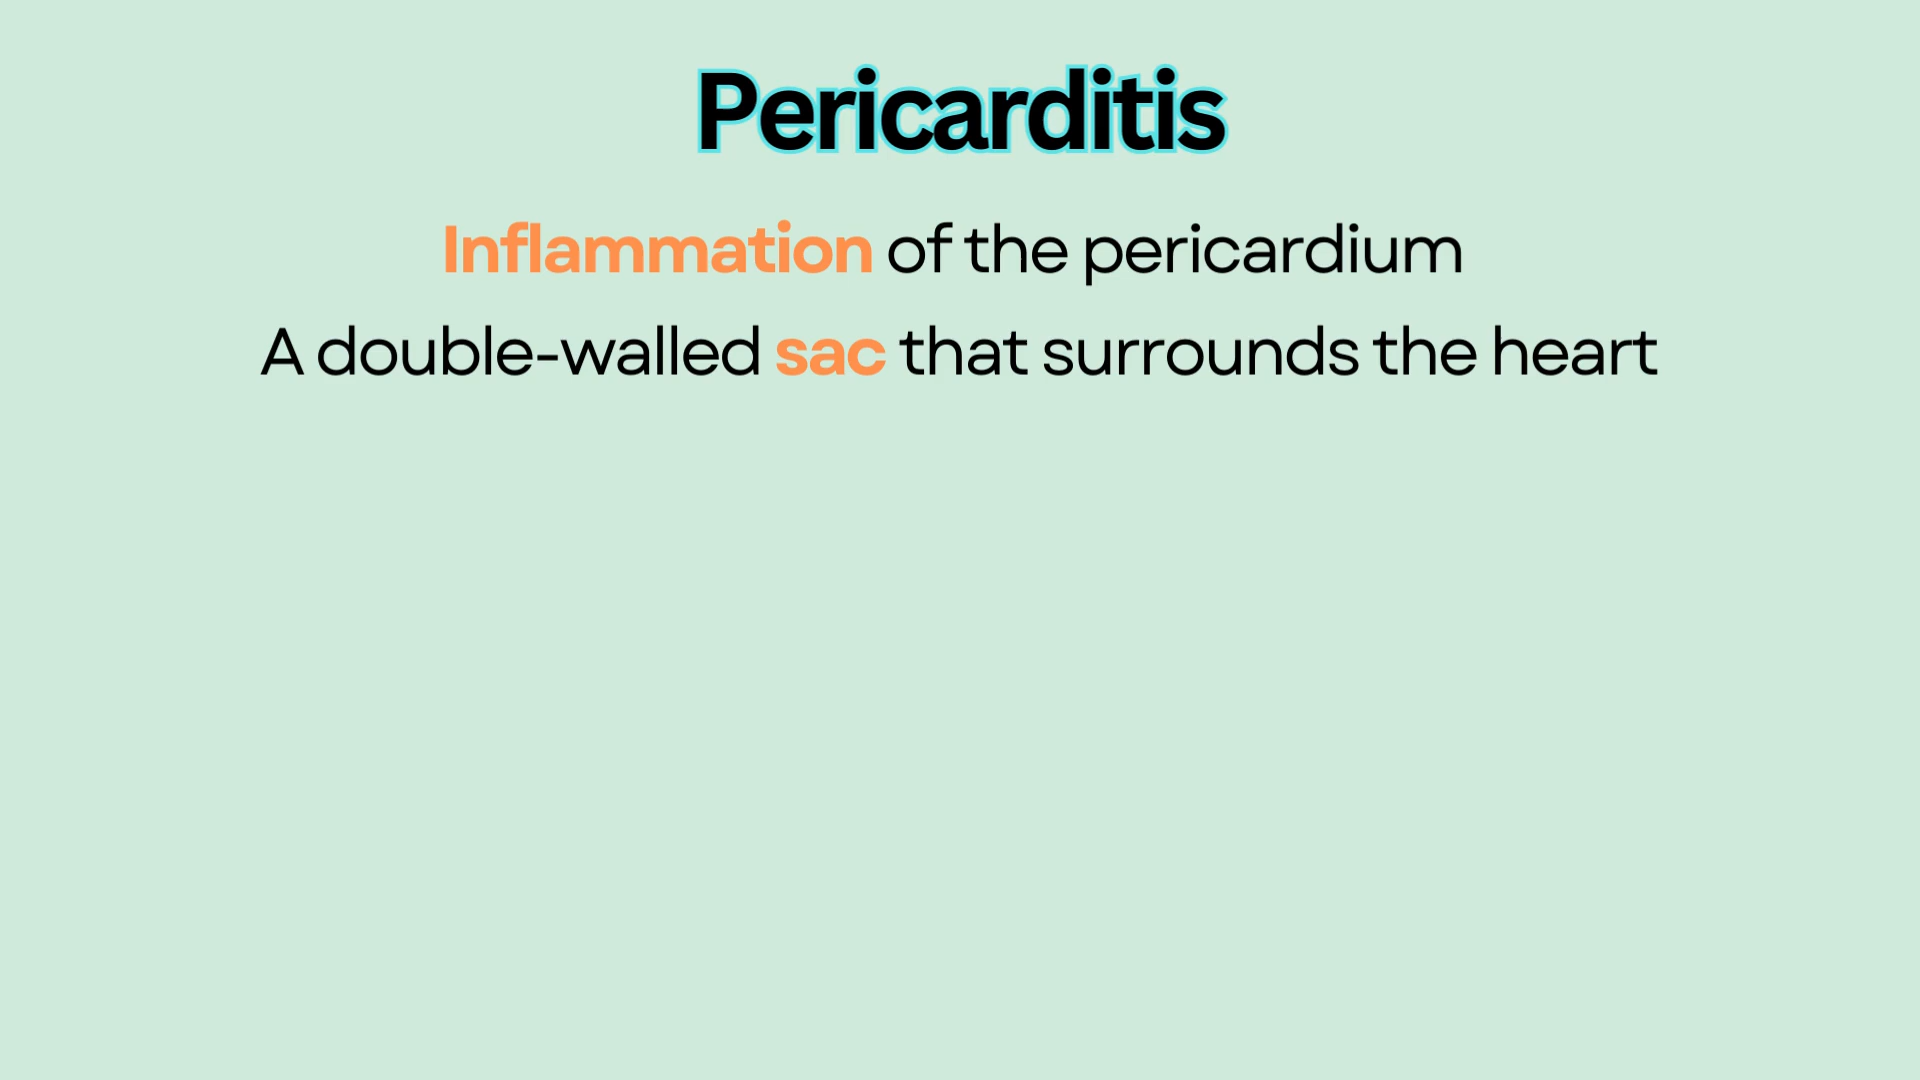 Pericarditis
Inflammation of the pericardium
A double-walled sac that surrounds the heart